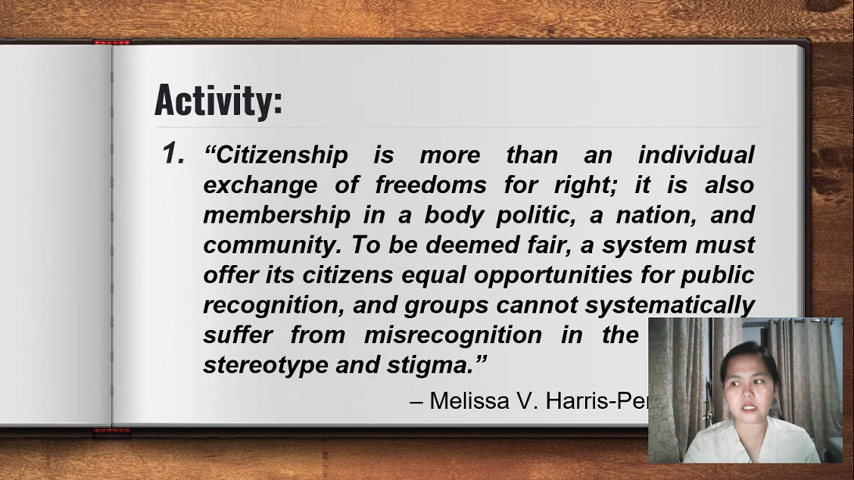 Activity:
1. “Citizenship is more than an individual
exchange of freedoms for right; it is also
membership in a body politic, a nation, and
community. To be deemed fair, a system must
offer its citizens equal opportunities for public
recognition, and groups cannot systematically
suffer from misrecognition in the
stereotype and stigma.”
– Melissa V.